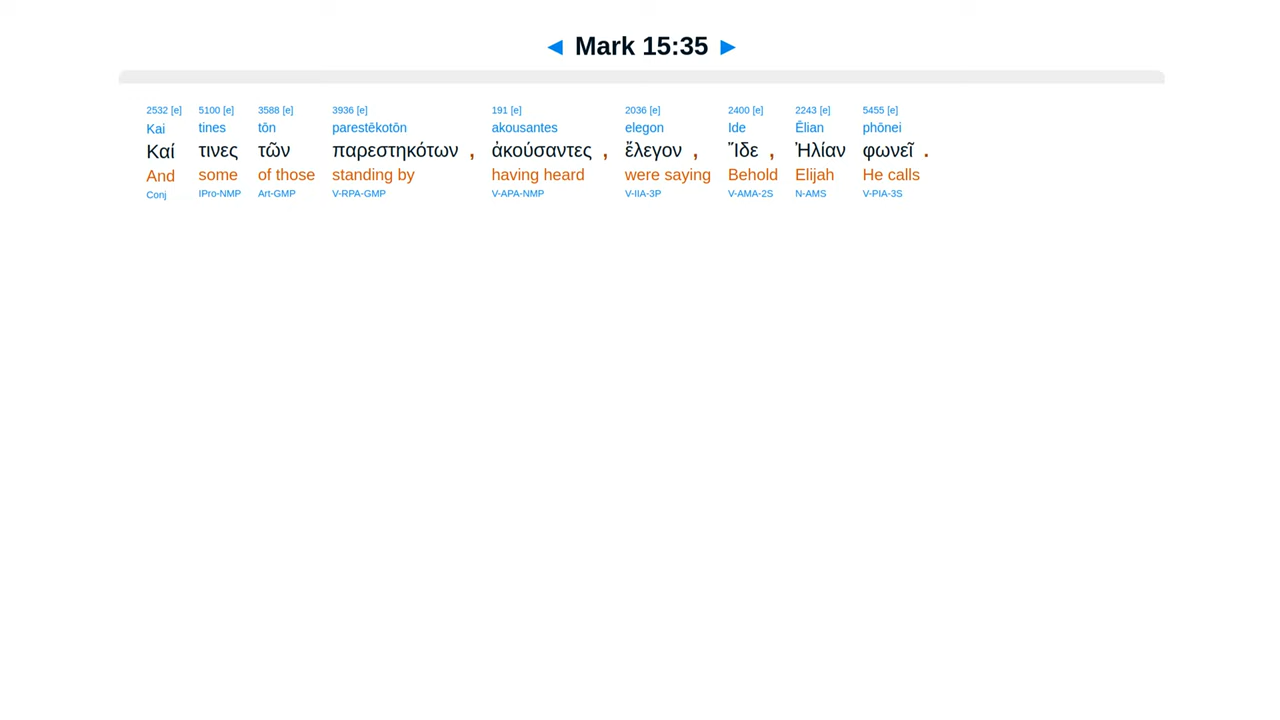 ◄ Mark 15:35 ►
2532 [e] 5100 [e] 3588 [e] 3936 [e] 191 [e] 2036 [e] 2400 [e] 2243 [e] 5455 [e]
Kai tines tōn parestēkotōn akousantes elegon Ide Ēlian phōnei
Καί τινες τῶν παρεστηκότων , ἀκούσαντες , ἔλεγον , Ἴδε , Ἠλίαν φωνεῖ .
And some of those standing by having heard were saying Behold Elijah He calls
Conj IPro-NMP Art-GMP V-RPA-GMP V-APA-NMP V-IIA-3P V-AMA-2S N-AMS V-PIA-3S